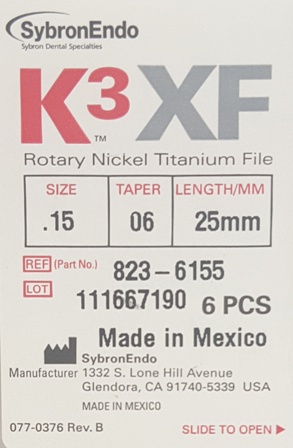 SybronEndo
Sybron Dental Specialties
K3XF
™
Rotary Nickel Titanium File
SIZE TAPER LENGTH/MM
.15 06 25mm
REF (Part No.) 823-6155
LOT 111667190 6 PCS
Made in Mexico
SybronEndo
Manufacturer 1332 S. Lone Hill Avenue
Glendora, CA 91740-5339 USA
MADE IN MEXICO
077-0376 Rev. B SLIDE TO OPEN ▶